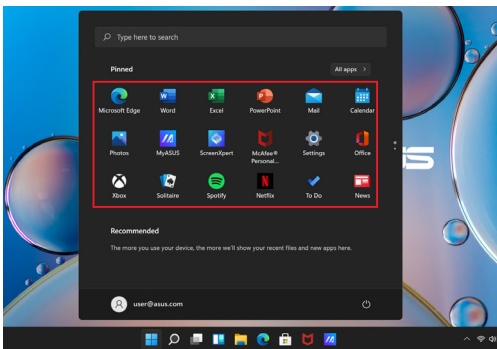 Type here to search
Pinned
All apps >
Microsoft Edge
Word
Excel
PowerPoint
Mail
Calendar
Photos
MyASUS
ScreenXpert
McAfee®
Personal...
Settings
Office
Xbox
Solitaire
Spotify
Netflix
To Do
News
Recommended
The more you use your device, the more we'll show your recent files and new apps here.
user@asus.com